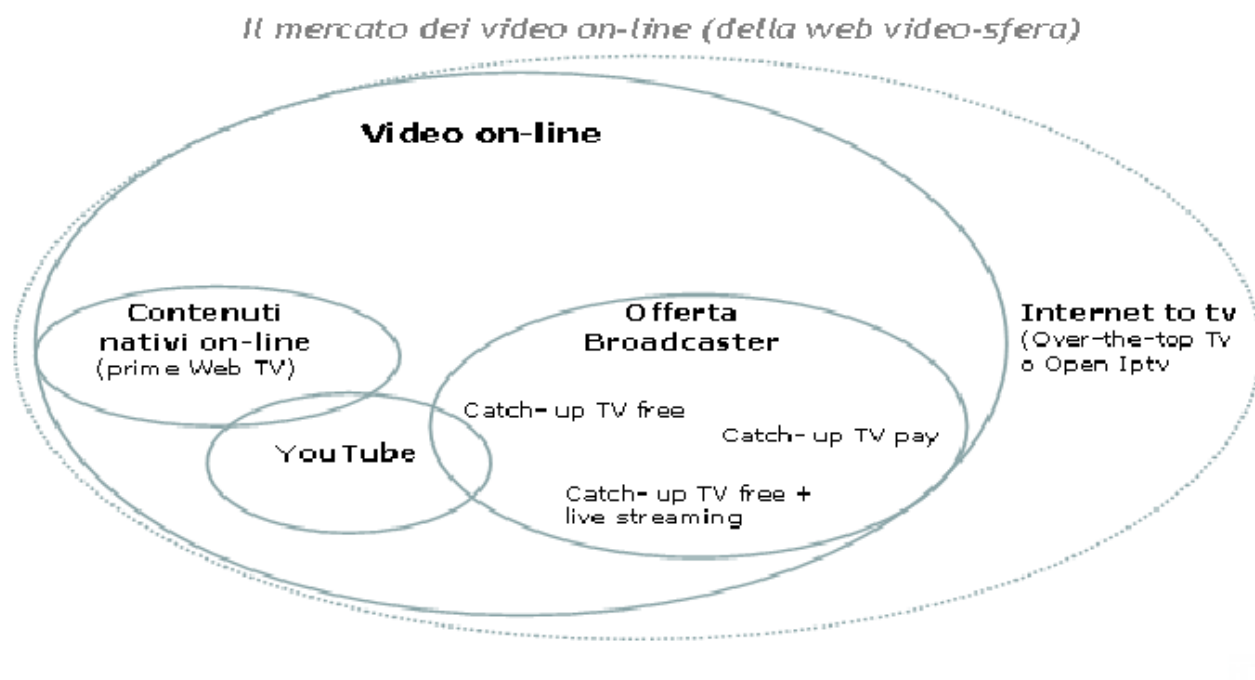 Il mercato dei video on-line (della web video-sfera)
Video on-line
Contenuti
nativi on-line
(prime Web TV)
YouTube
Offerta
Broadcaster
Catch-up TV free
Catch-up TV pay
Catch-up TV free +
live streaming
Internet to tv
(Over-the-top Tv
o Open Iptv